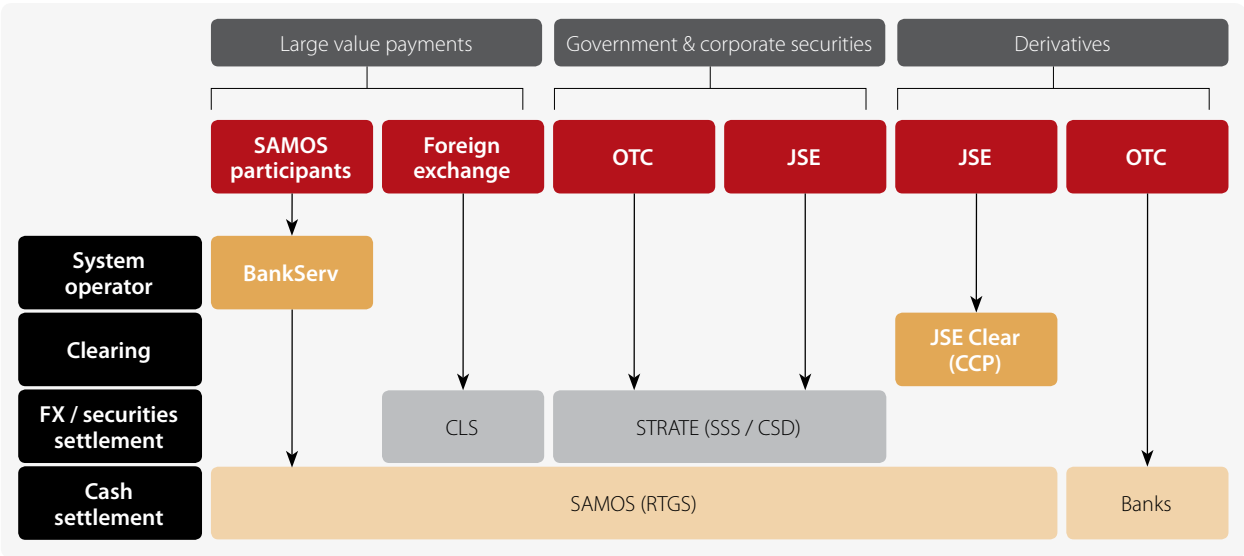 Large value payments
Government & corporate securities
Derivatives
SAMOS
participants
Foreign
exchange
OTC
JSE
JSE
OTC
System
operator
BankServ
Clearing
JSE Clear
(CCP)
FX / securities
settlement
CLS
STRATE (SSS / CSD)
Cash
settlement
SAMOS (RTGS)
Banks